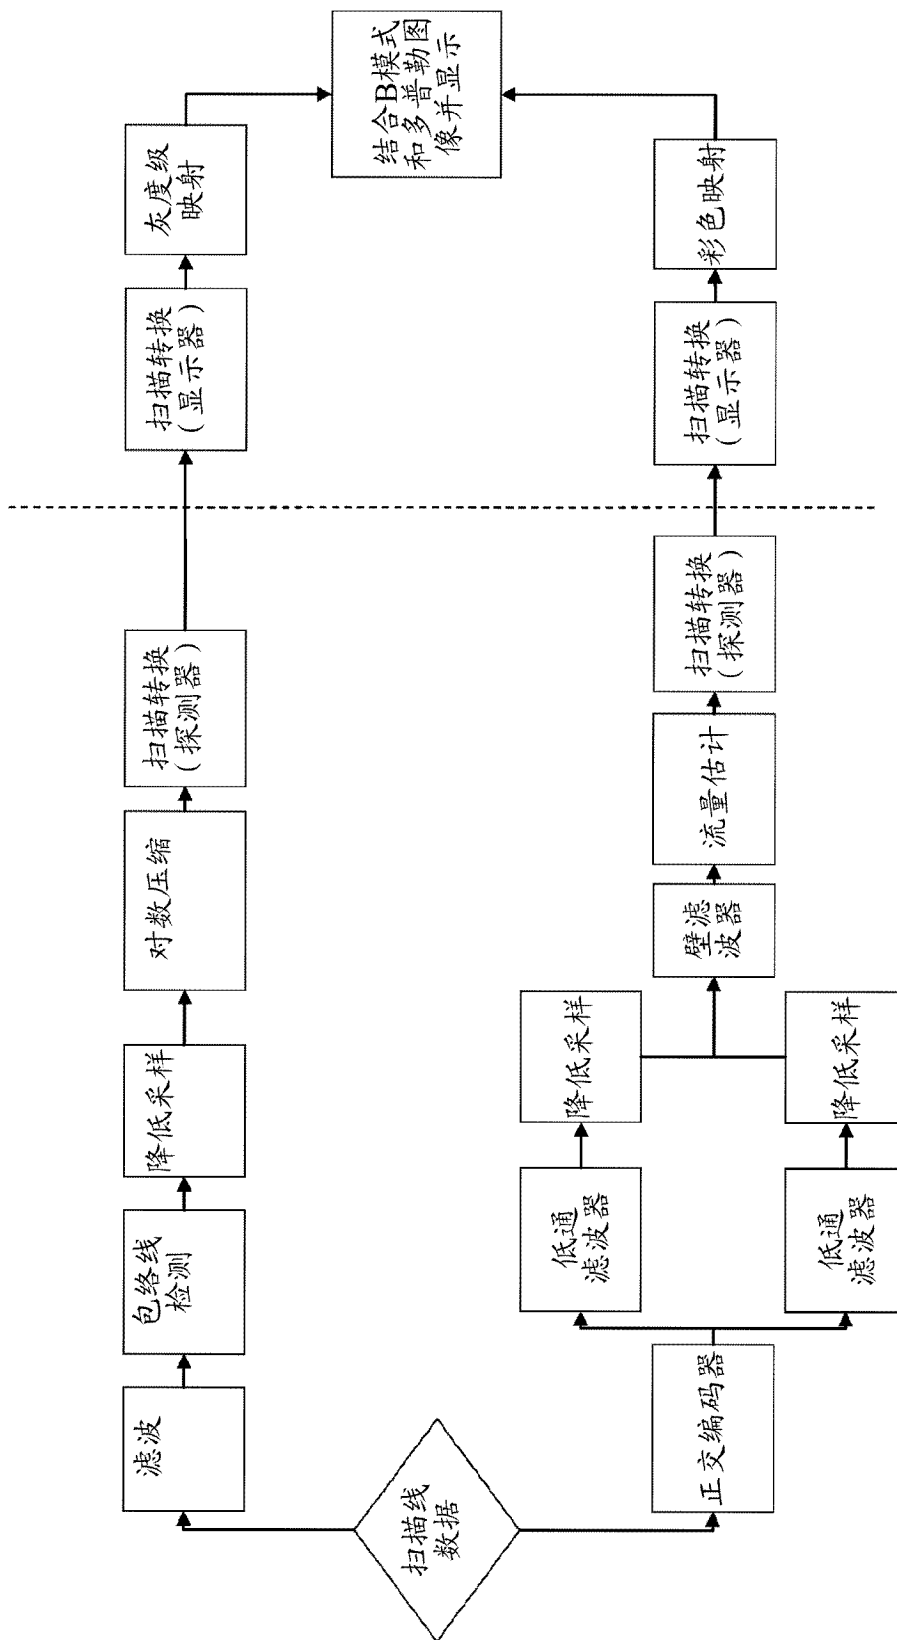 扫描线
数据
滤波
包络线
检测
降低采样
对数压缩
扫描转换
(探测器)
扫描转换
(显示器)
灰度级
映射
正交编码器
低通
滤波器
降低采样
低通
滤波器
降低采样
壁滤
波器
流量估计
扫描转换
(探测器)
扫描转换
(显示器)
彩色映射
结合B模式
和多普勒图
像并显示